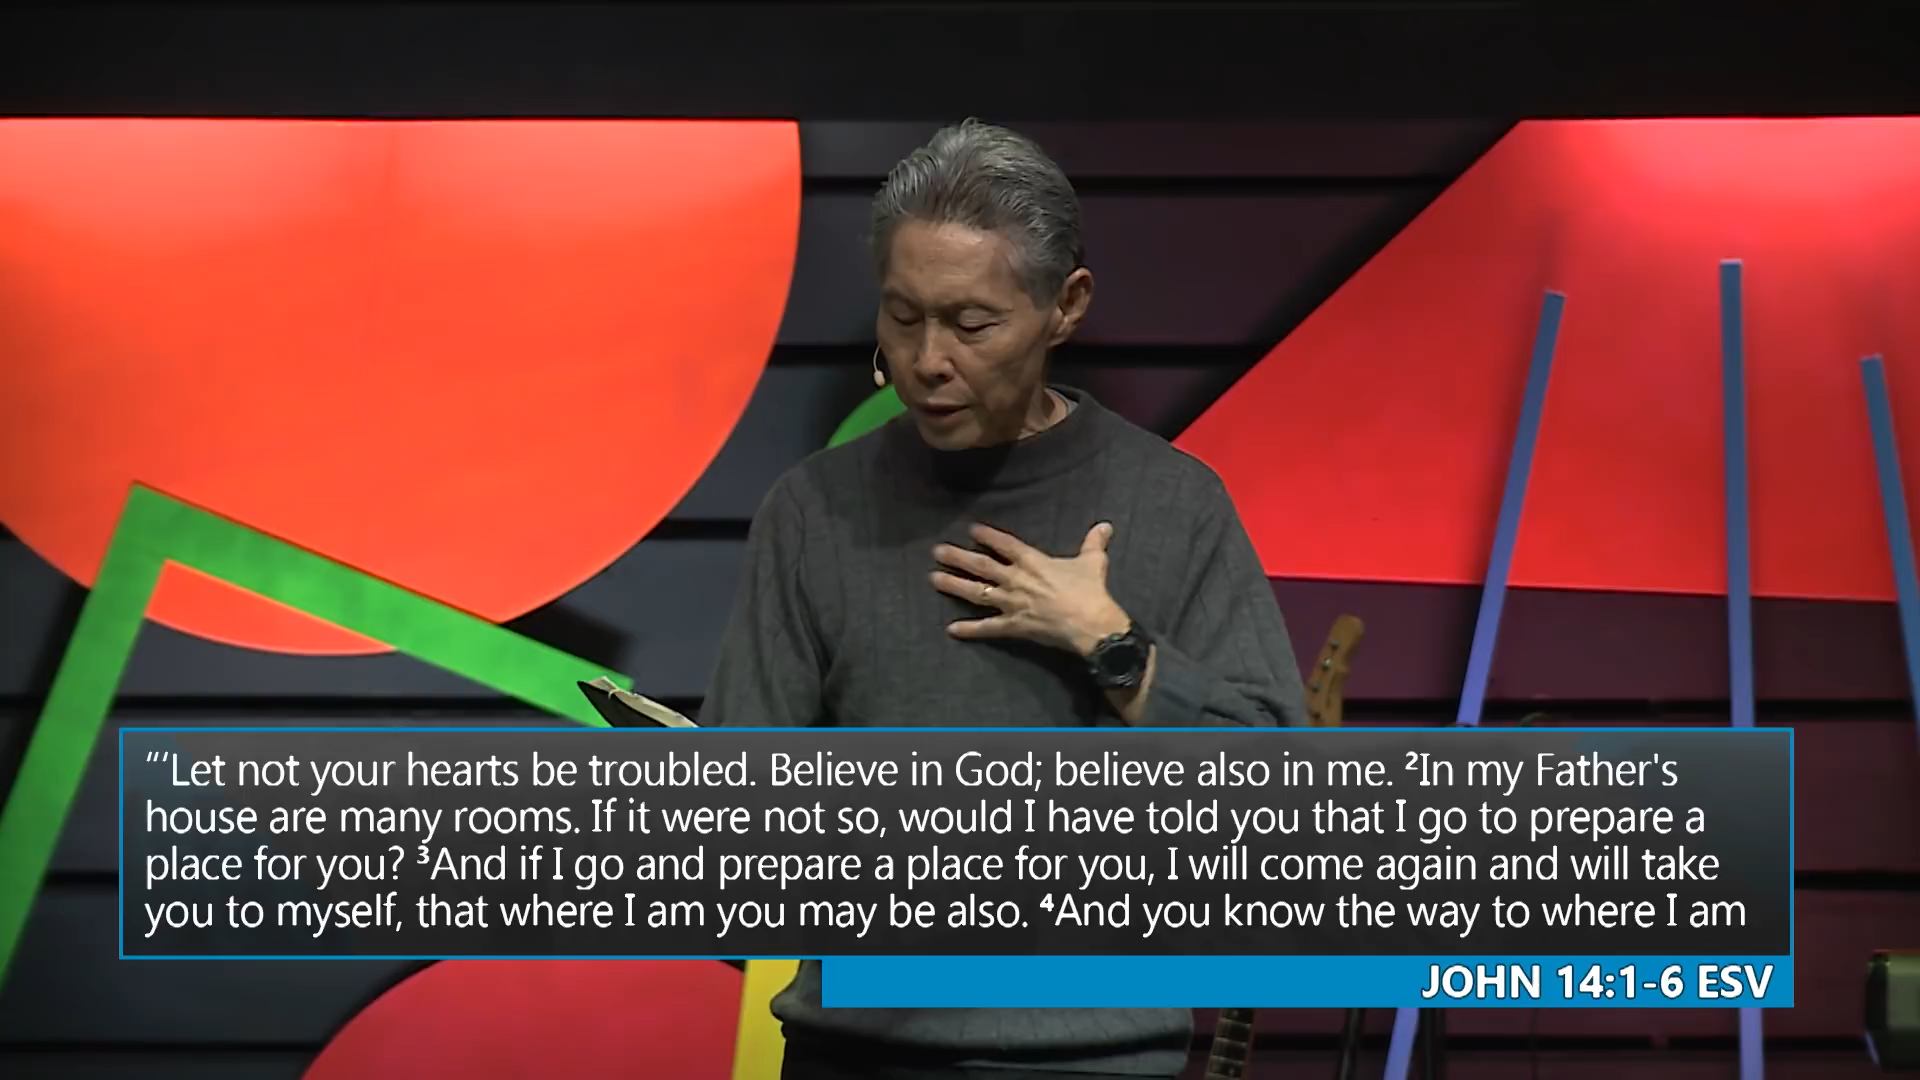 “‘Let not your hearts be troubled. Believe in God; believe also in me. ²In my Father's
house are many rooms. If it were not so, would I have told you that I go to prepare a
place for you? ³And if I go and prepare a place for you, I will come again and will take
you to myself, that where I am you may be also. ⁴And you know the way to where I am
JOHN 14:1-6 ESV